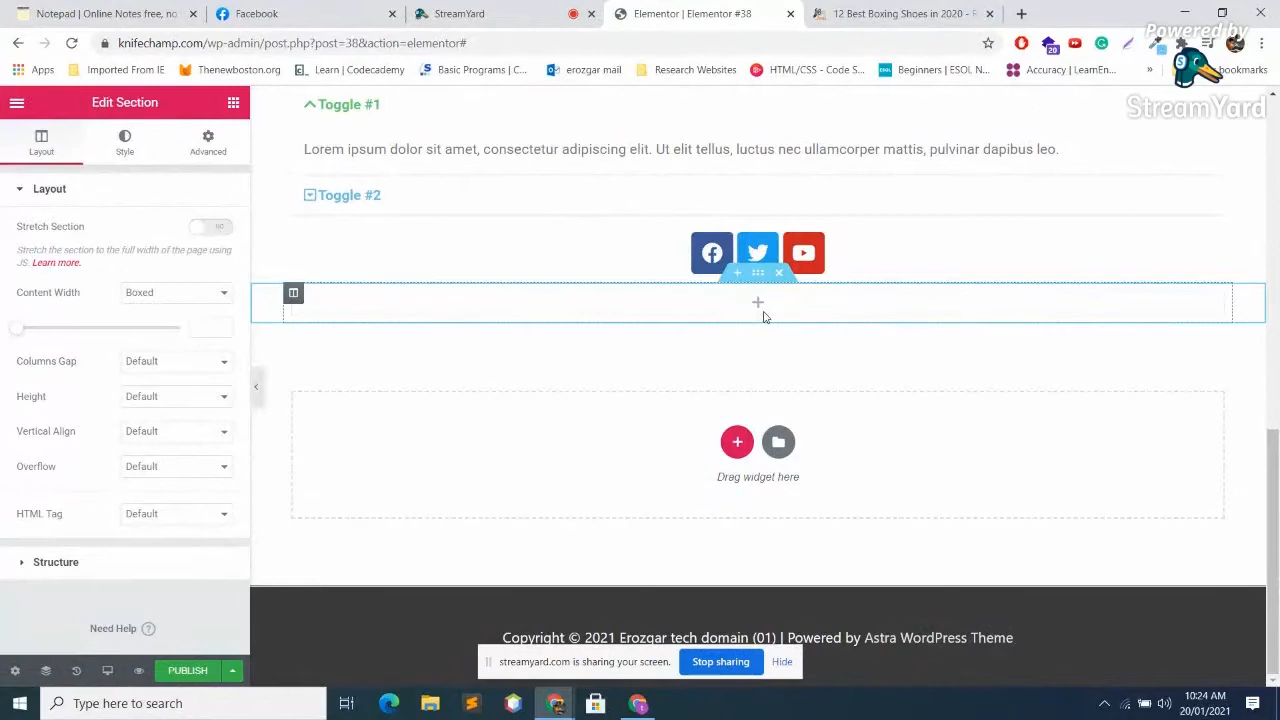 Notepad | Online Notes free, no
Facebook
StreamYard
Elementor | Elementor #38
12 Best Boxing Shoes of 2020 - R
knifechamp.com/wp-admin/post.php?post=38&action=elementor#
20
Powered by
Apps
Imported From IE
Thenewboston.org
Learn | Codecademy
Basic Programs | C...
erozgar mail
Research Websites
HTML/CSS - Code S...
Beginners | ESOL N...
Accuracy | LearnEn...
»
bookmarks
StreamYard
Edit Section
Layout
Style
Advanced
Layout
Stretch Section
NO
Stretch the section to the full width of the page using
JS. Learn more.
Content Width
Boxed
Columns Gap
Default
Height
Default
Vertical Align
Default
Overflow
Default
HTML Tag
Default
Structure
Need Help
PUBLISH
Toggle #1
Lorem ipsum dolor sit amet, consectetur adipiscing elit. Ut elit tellus, luctus nec ullamcorper mattis, pulvinar dapibus leo.
Toggle #2
Drag widget here
Copyright © 2021 Erozgar tech domain (01) | Powered by Astra WordPress Theme
streamyard.com is sharing your screen.
Stop sharing
Hide
Type here to search
10:24 AM
20/01/2021